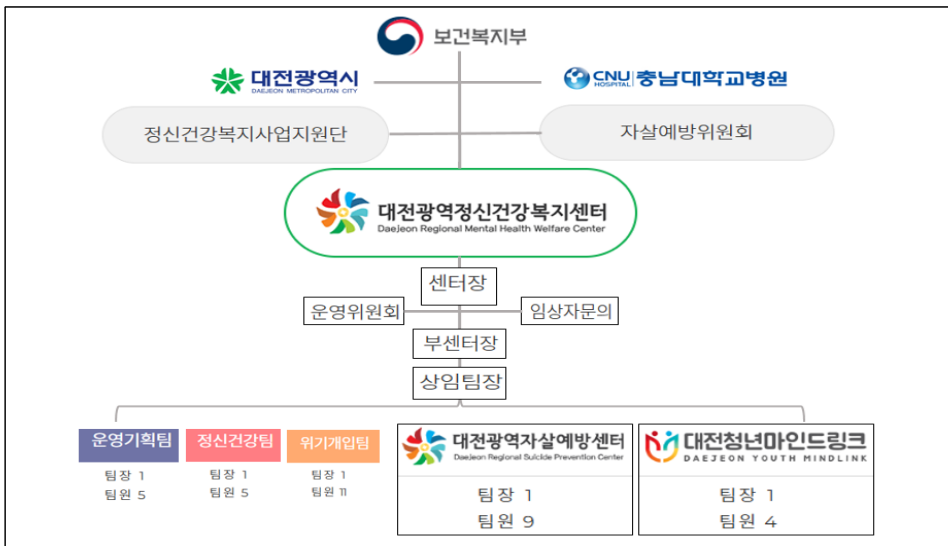 보건복지부
대전광역시
DAEJEON METROPOLITAN CITY
CNU HOSPITAL 충남대학교병원
정신건강복지사업지원단
자살예방위원회
대전광역정신건강복지센터
Daejeon Regional Mental Health Welfare Center
센터장
운영위원회
임상자문의
부센터장
상임팀장
운영기획팀
팀장 1
팀원 5
정신건강팀
팀장 1
팀원 5
위기개입팀
팀장 1
팀원 11
대전광역자살예방센터
Daejeon Regional Suicide Prevention Center
팀장 1
팀원 9
대전청년마인드링크
DAEJEON YOUTH MINDLINK
팀장 1
팀원 4